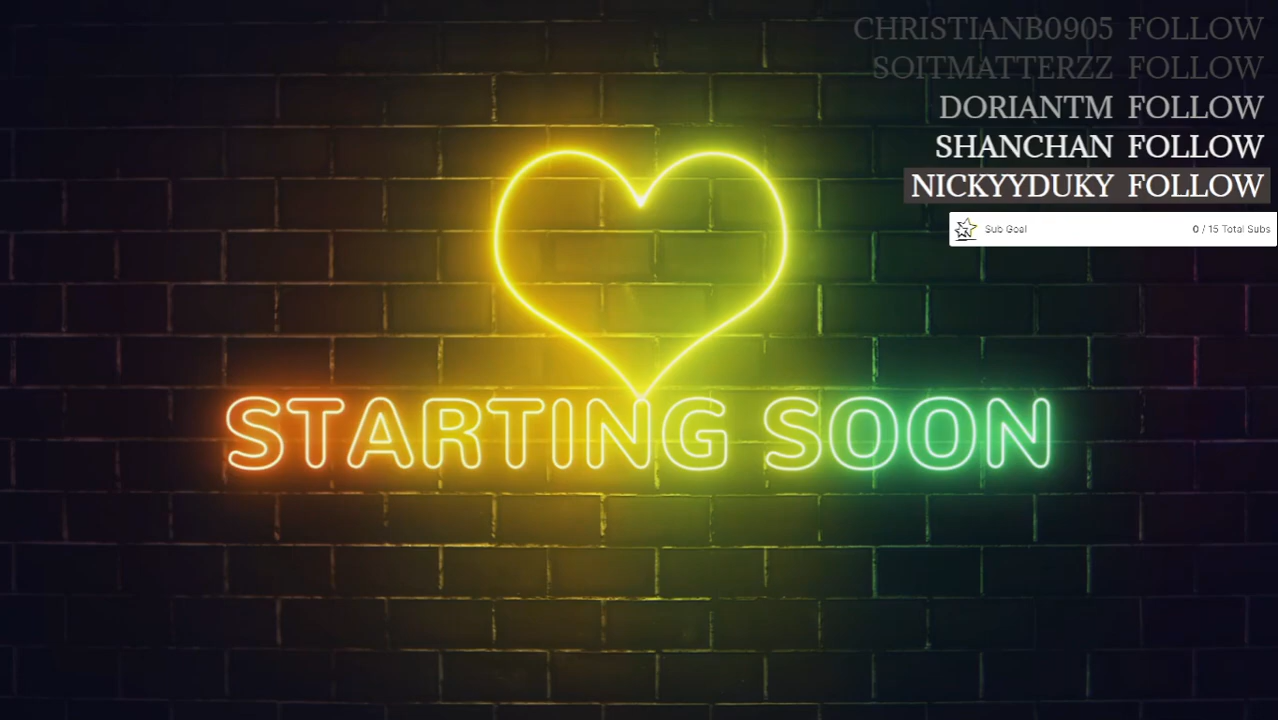 CHRISTIANB0905 FOLLOW
SOITMATTERZZ FOLLOW
DORIANTM FOLLOW
SHANCHAN FOLLOW
NICKYYDUKY FOLLOW
Sub Goal 0 / 15 Total Subs
STARTING SOON